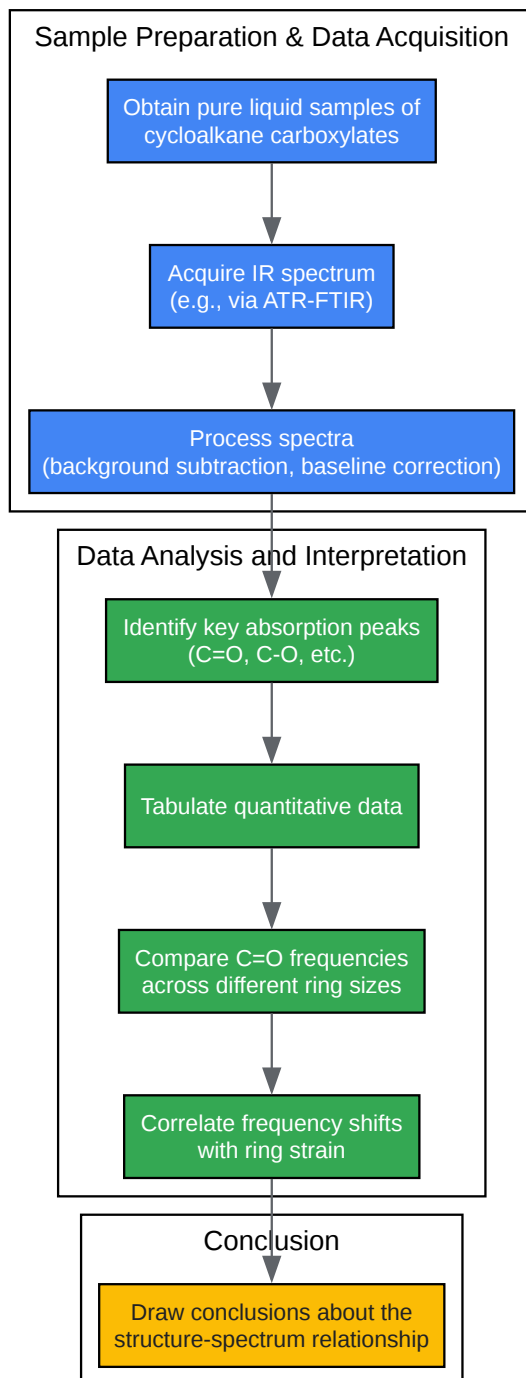 Sample Preparation & Data Acquisition
Obtain pure liquid samples of
cycloalkane carboxylates
Acquire IR spectrum
(e.g., via ATR-FTIR)
Process spectra
(background subtraction, baseline correction)
Data Analysis and Interpretation
Identify key absorption peaks
(C=O, C-O, etc.)
Tabulate quantitative data
Compare C=O frequencies
across different ring sizes
Correlate frequency shifts
with ring strain
Conclusion
Draw conclusions about the
structure-spectrum relationship